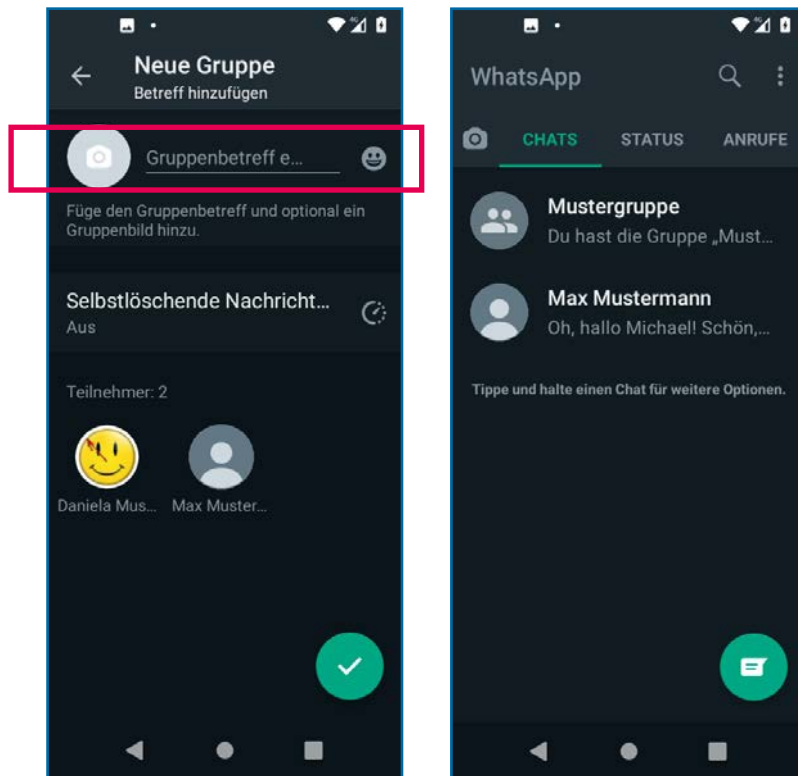 Neue Gruppe
Betreff hinzufügen
Gruppenbetreff e...
Füge den Gruppenbetreff und optional ein
Gruppenbild hinzu.
Selbstlöschende Nachricht...
Aus
Teilnehmer: 2
Daniela Mus...
Max Muster...
4G
WhatsApp
CHATS
STATUS
ANRUFE
Mustergruppe
Du hast die Gruppe „Must...
Max Mustermann
Oh, hallo Michael! Schön,...
Tippe und halte einen Chat für weitere Optionen.